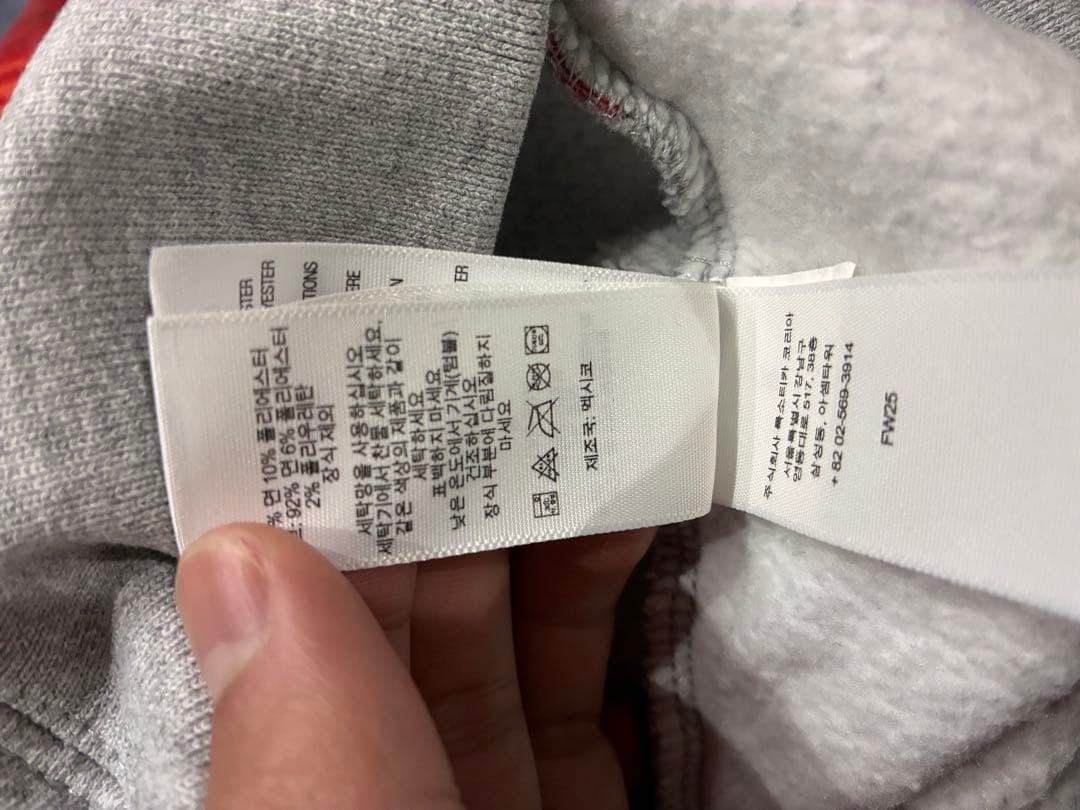 STER
YESTER
TIONS
ERE
N
ER
% 면 10% 폴리에스터
: 92% 면 6% 폴리에스터
2% 폴리우레탄
장식 제외
세탁망을 사용하십시오
세탁기에서 찬물 세탁하세요,
같은 색상의 제품과 같이
세탁하세요
표백하지 마세요
낮은 온도에서 기계(텀블)
건조하십시오
장식 부분에 다림질하지
마세요
제조국: 멕시코
주식회사 륵소티카 코리아
서울특별시 강남구
영동대로 517, 38층
삼성동, 아셈타워
+ 82 02-569-3914
FW25